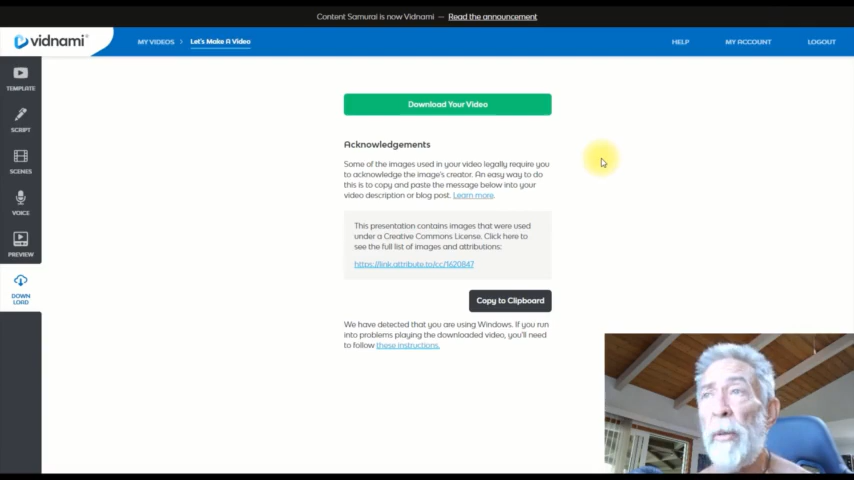 Content Samurai is now Vidnami — Read the announcement
vidnami®
MY VIDEOS > Let's Make A Video
HELP
MY ACCOUNT
LOGOUT
TEMPLATE
SCRIPT
SCENES
VOICE
PREVIEW
DOWN
LOAD
Download Your Video
Acknowledgements
Some of the images used in your video legally require you
to acknowledge the image's creator. An easy way to do
this is to copy and paste the message below into your
video description or blog post. Learn more.
This presentation contains images that were used
under a Creative Commons License. Click here to
see the full list of images and attributions:
https://link.attribute.to/cc/1620847
Copy to Clipboard
We have detected that you are using Windows. If you run
into problems playing the downloaded video, you'll need
to follow these instructions.